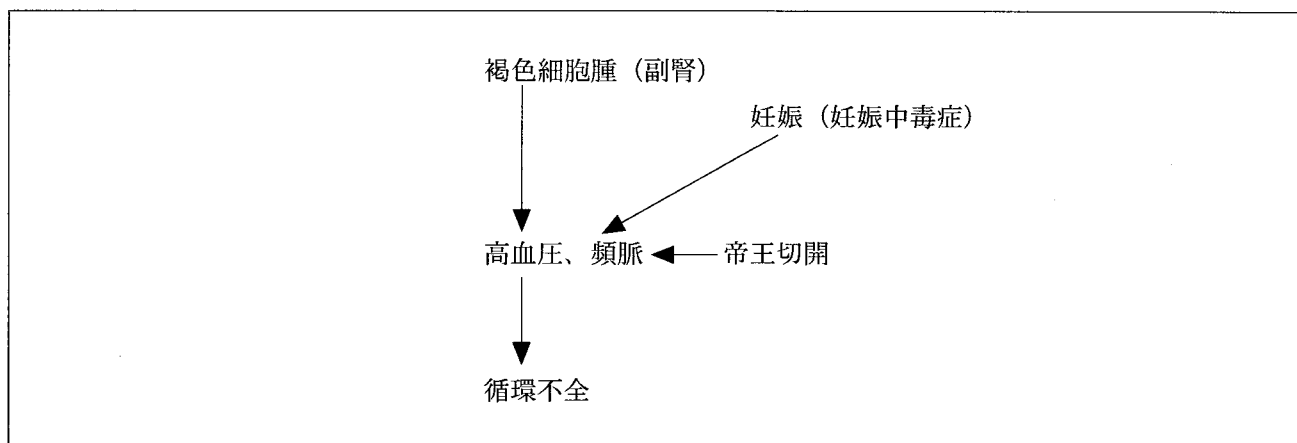 褐色細胞腫（副腎）
妊娠（妊娠中毒症）
高血圧、頻脈
帝王切開
循環不全